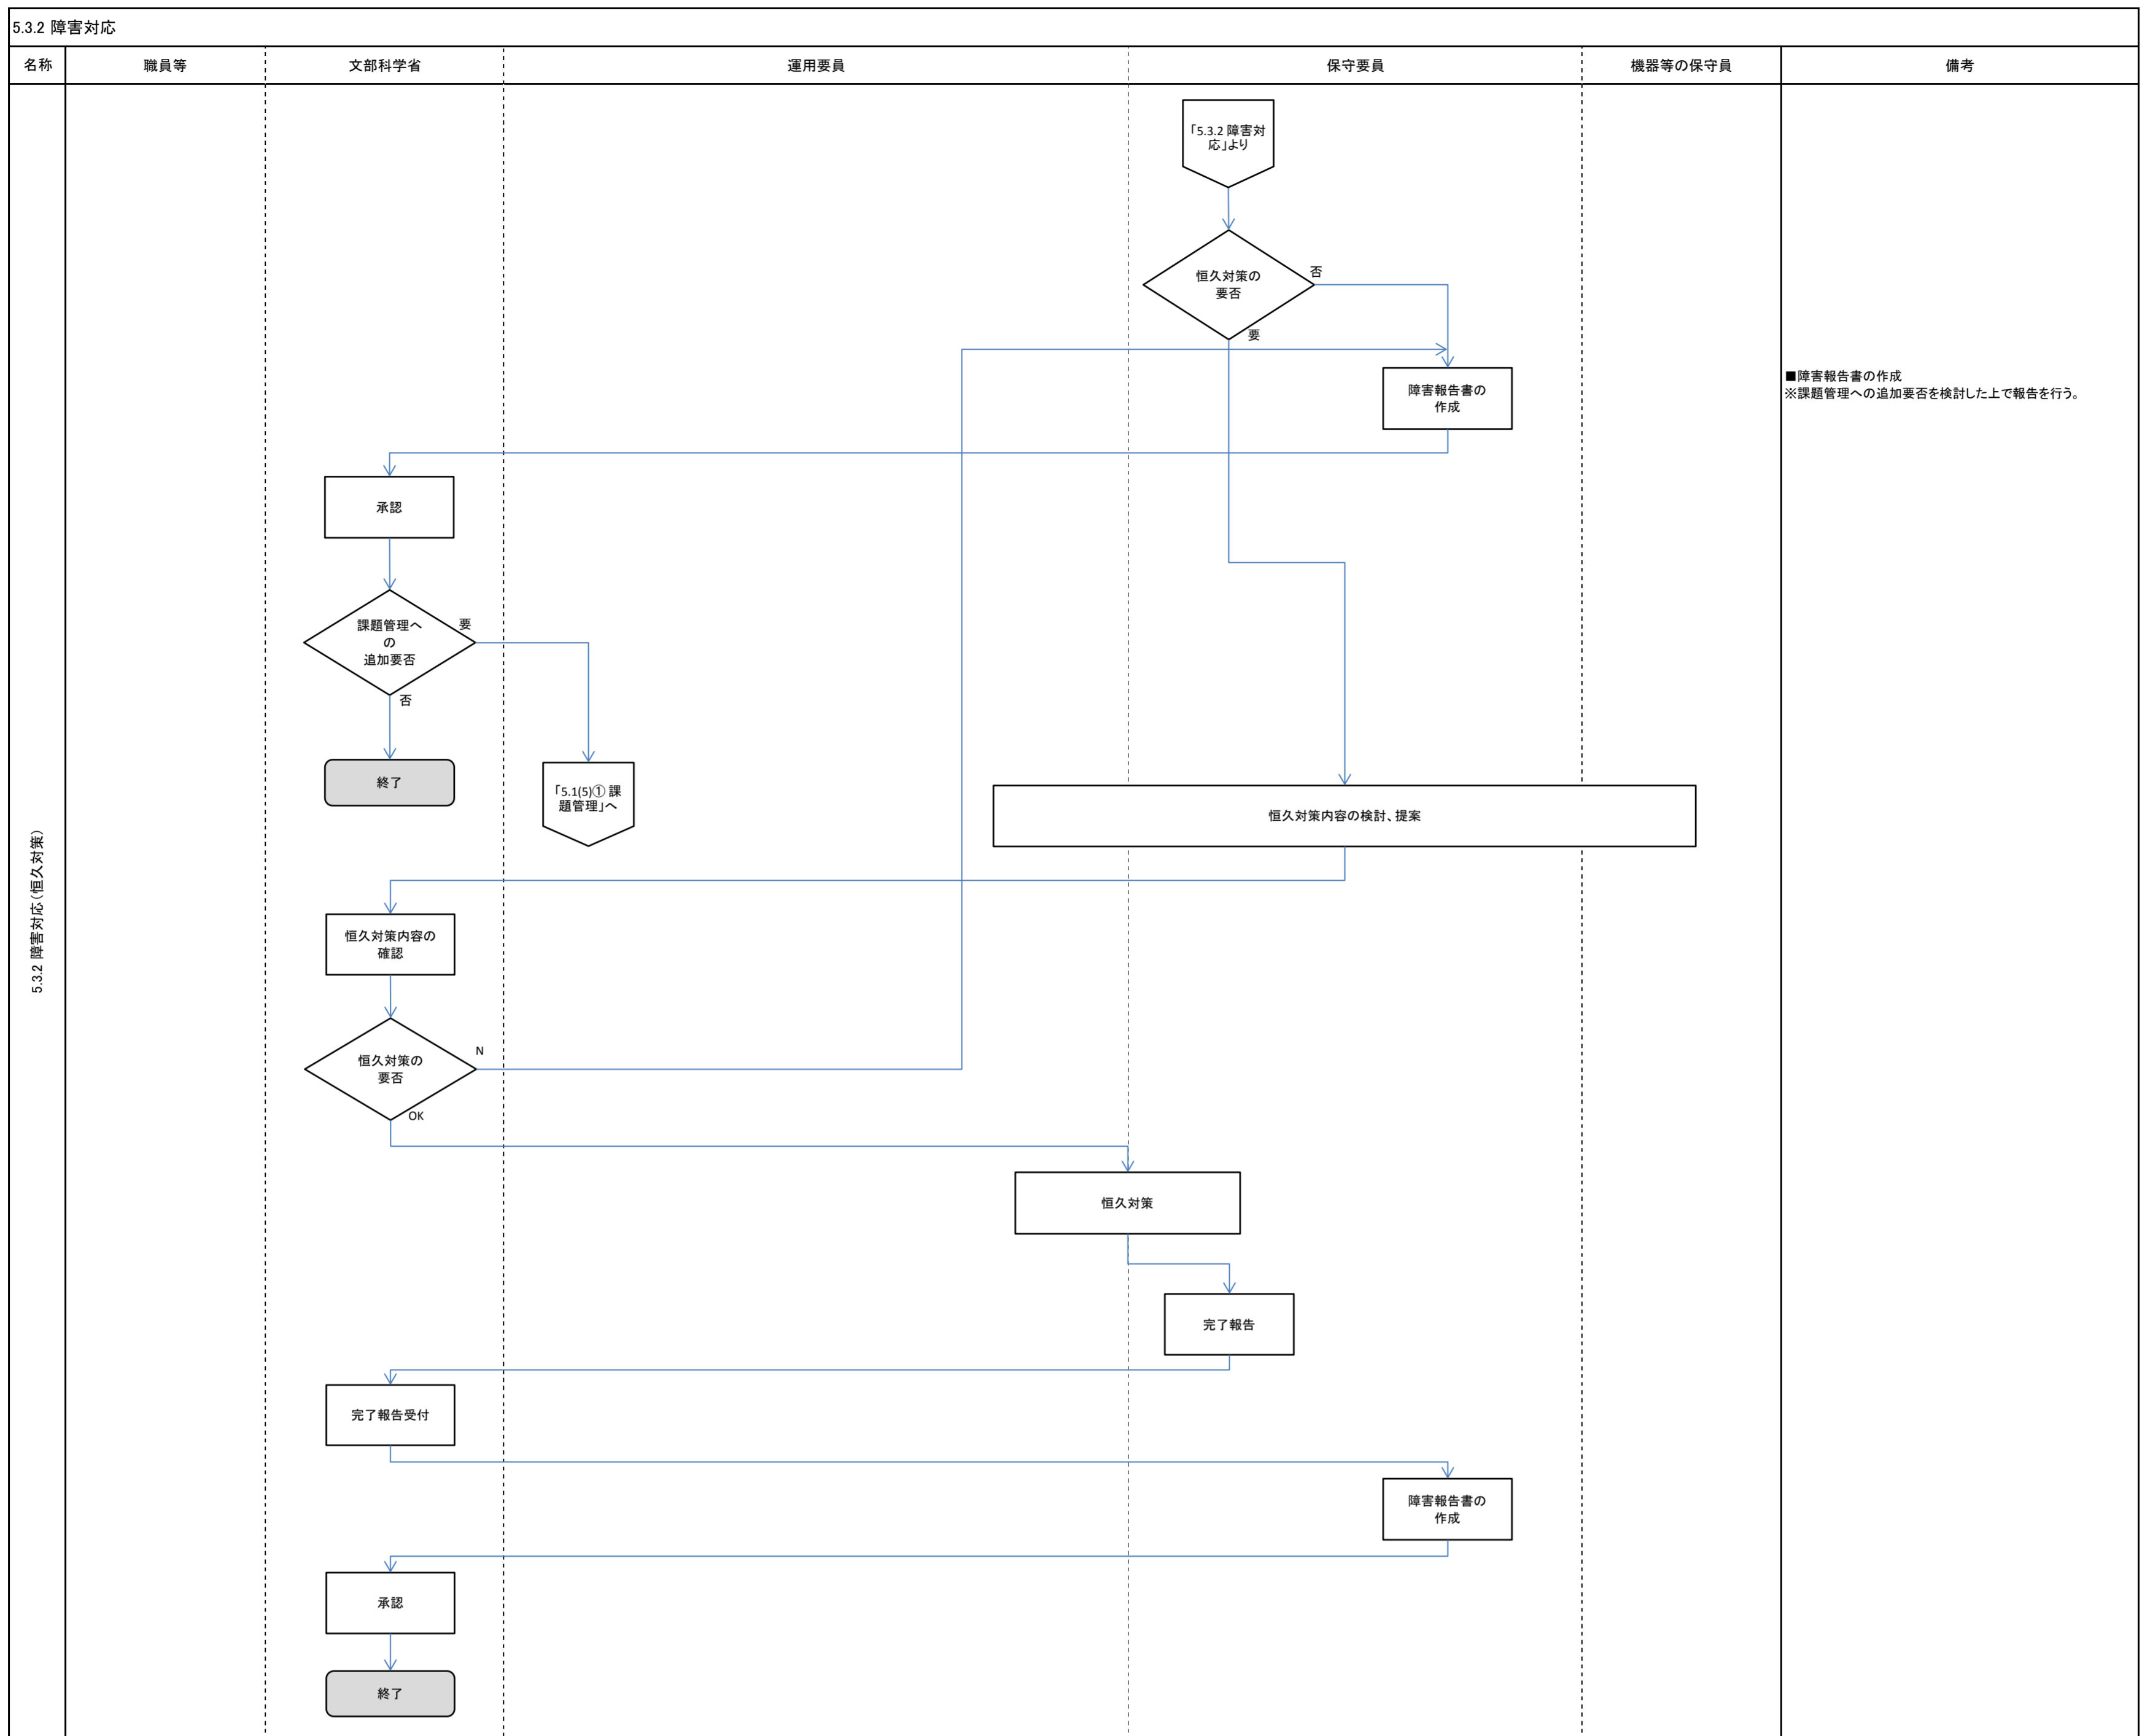 5.3.2 障害対応
名称
職員等
文部科学省
運用要員
保守要員
機器等の保守員
備考
「5.3.2 障害対
応」より
恒久対策の
要否
否
要
障害報告書の
作成
■障害報告書の作成
※課題管理への追加要否を検討した上で報告を行う。
承認
課題管理へ
の
追加要否
要
否
終了
「5.1(5)① 課
題管理」へ
恒久対策内容の検討、提案
5.3.2 障害対応（恒久対策）
恒久対策内容の
確認
恒久対策の
要否
N
OK
恒久対策
完了報告
完了報告受付
障害報告書の
作成
承認
終了